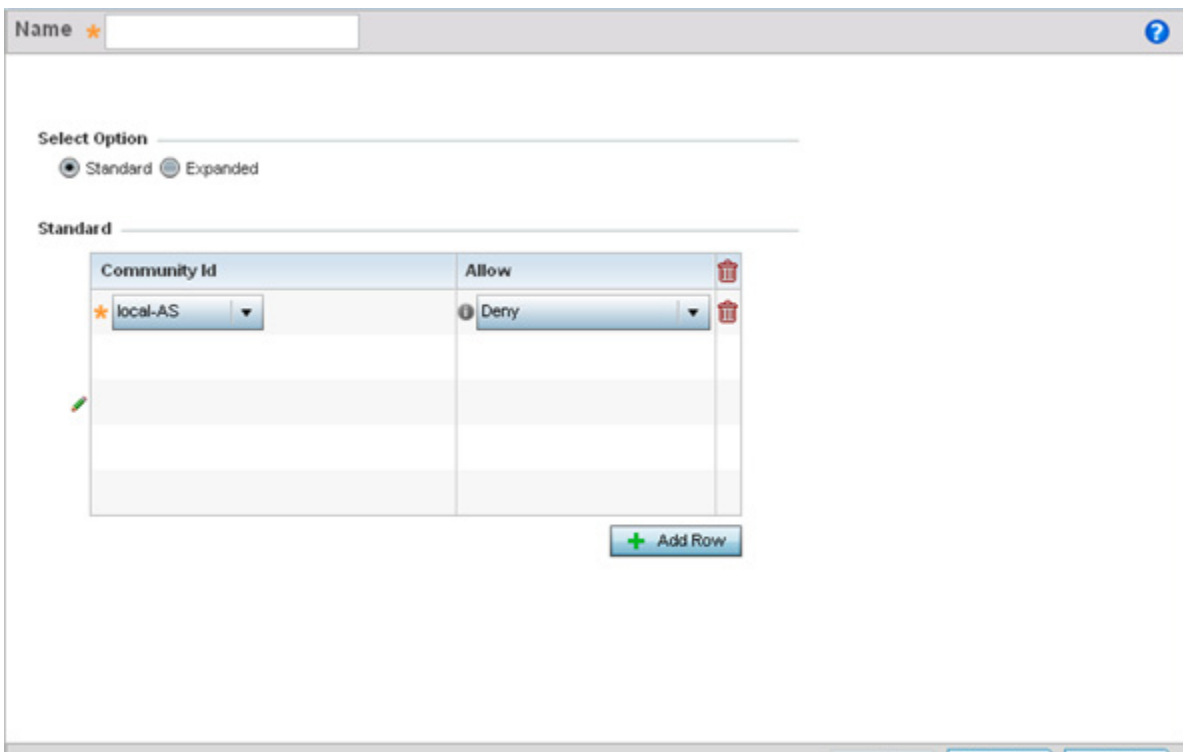 Name *
Select Option
Standard Expanded
Standard
Community Id Allow
* local-AS Deny
+ Add Row